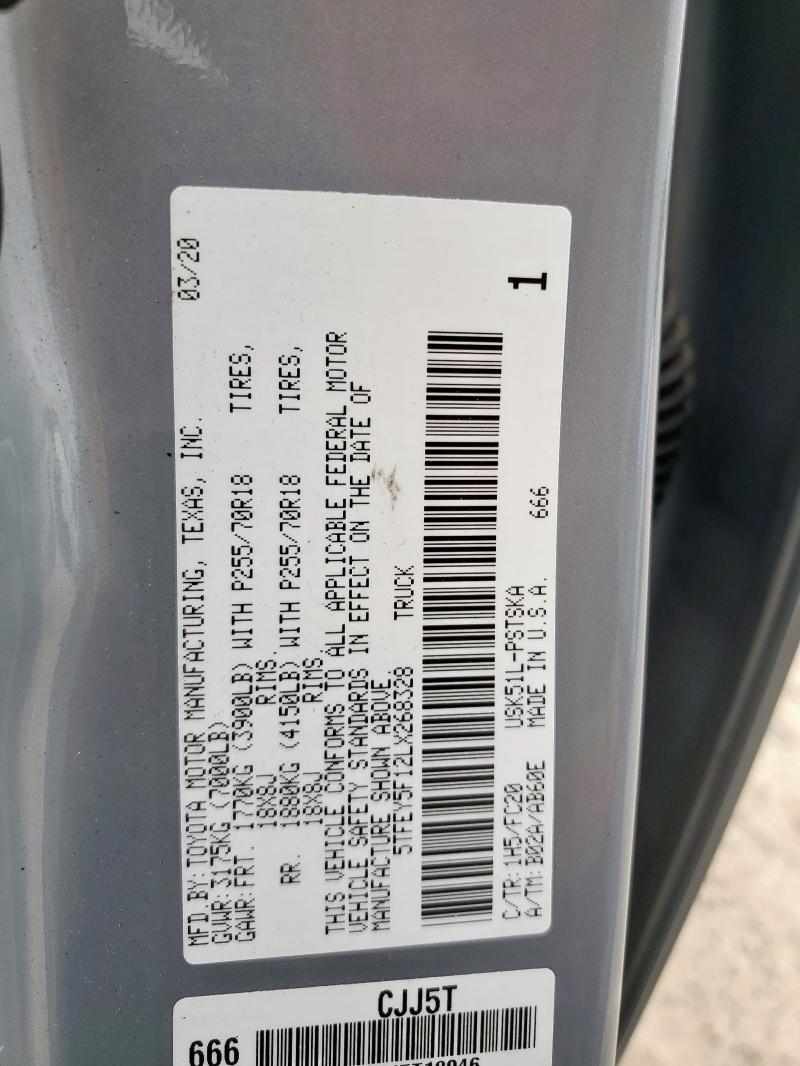 MFD.BY:TOYOTA MOTOR MANUFACTURING, TEXAS, INC. 03/20
GVWR:3175KG (7000LB)
GAWR:FRT. 1770KG (3900LB) WITH P255/70R18 TIRES,
18X8J RIMS.
RR. 1880KG (4150LB) WITH P255/70R18 TIRES,
18X8J RIMS.
THIS VEHICLE CONFORMS TO ALL APPLICABLE FEDERAL MOTOR
VEHICLE SAFETY STANDARDS IN EFFECT ON THE DATE OF
MANUFACTURE SHOWN ABOVE.
5TFEY5F12LX268328 TRUCK
C/TR:1H5/FC20 USK51L-PSTSKA 1
A/TM:B02A/AB60E MADE IN U.S.A. 666
CJJ5T
666